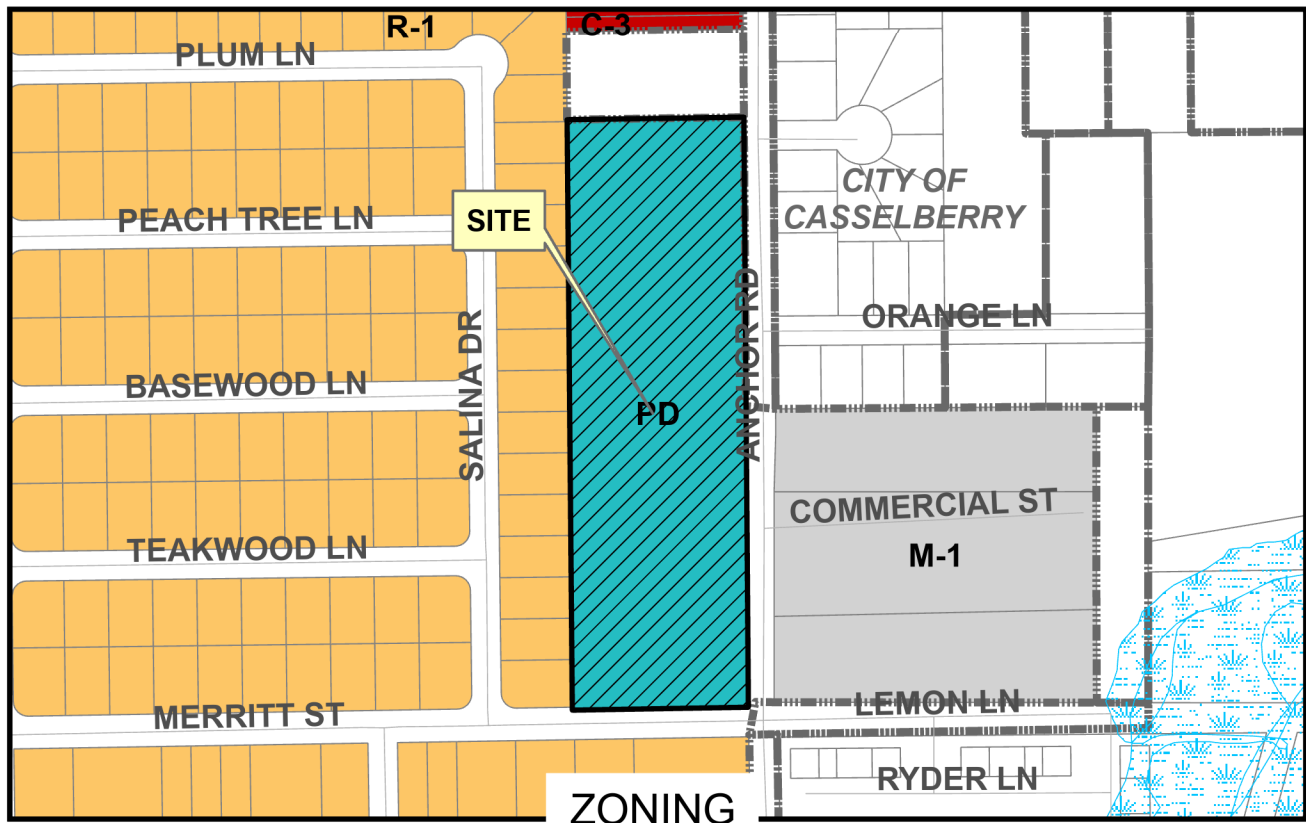 R-1
C-3
PLUM LN
CITY OF
CASSELBERRY
PEACH TREE LN
SITE
ORANGE LN
ANCHOR RD
SALINA DR
BASEWOOD LN
PD
COMMERCIAL ST
TEAKWOOD LN
M-1
LEMON LN
MERRITT ST
RYDER LN
ZONING